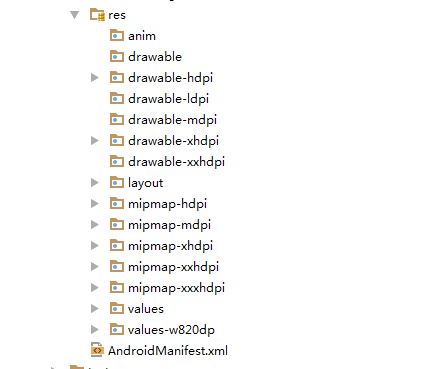 res
anim
drawable
drawable-hdpi
drawable-ldpi
drawable-mdpi
drawable-xhdpi
drawable-xxhdpi
layout
mipmap-hdpi
mipmap-mdpi
mipmap-xhdpi
mipmap-xxhdpi
mipmap-xxxhdpi
values
values-w820dp
AndroidManifest.xml